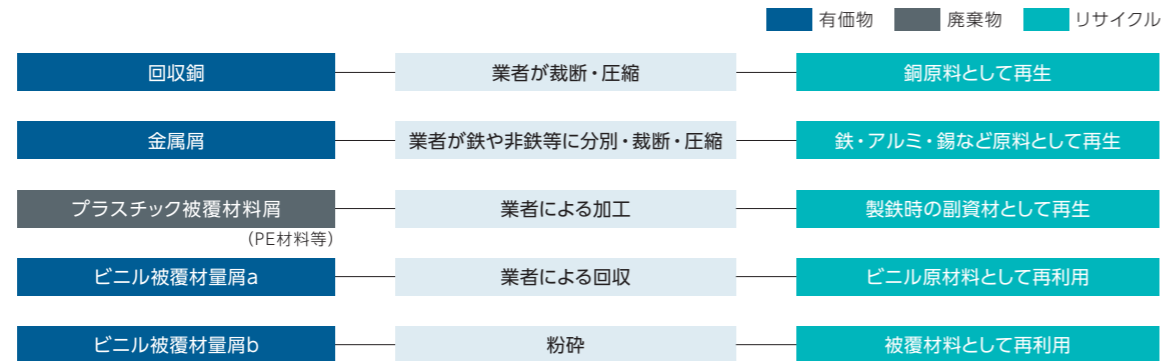 有価物 廃棄物 リサイクル
回収銅 業者が裁断・圧縮 銅原料として再生
金属屑 業者が鉄や非鉄等に分別・裁断・圧縮 鉄・アルミ・錫など原料として再生
プラスチック被覆材料屑 業者による加工 製鉄時の副資材として再生
(PE材料等)
ビニル被覆材量屑a 業者による回収 ビニル原材料として再利用
ビニル被覆材量屑b 粉砕 被覆材料として再利用